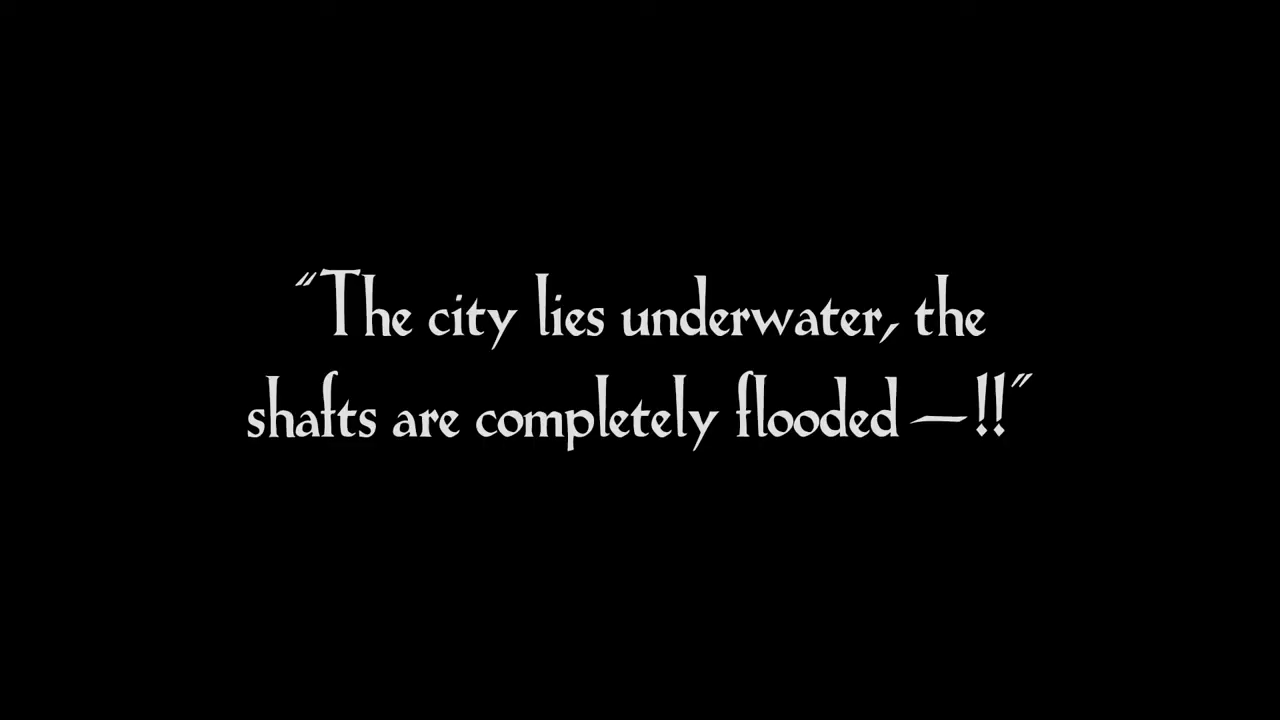 "The city lies underwater, the
shafts are completely flooded —!!"